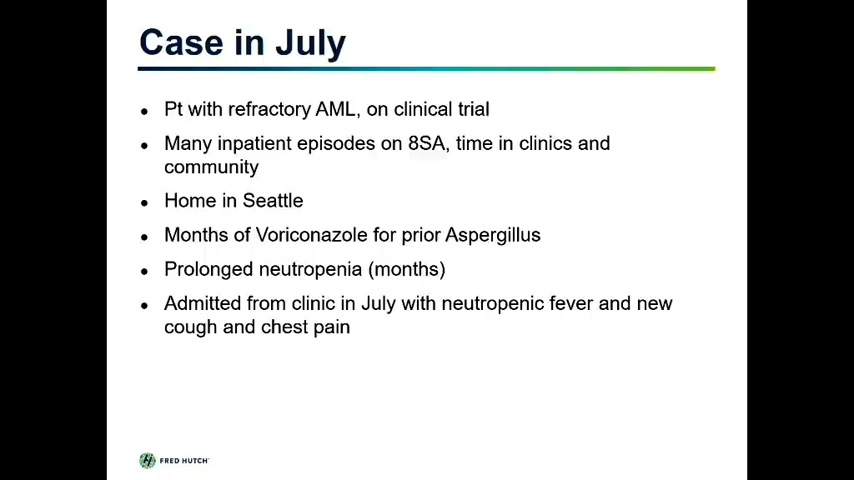 Case in July
• Pt with refractory AML, on clinical trial
• Many inpatient episodes on 8SA, time in clinics and
community
• Home in Seattle
• Months of Voriconazole for prior Aspergillus
• Prolonged neutropenia (months)
• Admitted from clinic in July with neutropenic fever and new
cough and chest pain
FRED HUTCH